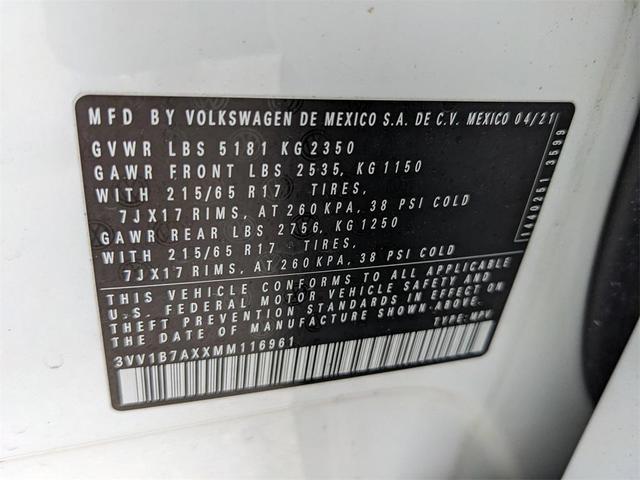 MFD BY VOLKSWAGEN DE MEXICO S.A. DE C.V. MEXICO 04/21
GVWR LBS 5181 KG 2350
GAWR FRONT LBS 2535, KG 1150
WITH 215/65 R17 TIRES,
7JX17 RIMS, AT 260 KPA, 38 PSI COLD
GAWR REAR LBS 2756, KG 1250
WITH 215/65 R17 - TIRES,
7JX17 RIMS, AT 260 KPA, 38 PSI COLD
THIS VEHICLE CONFORMS TO ALL APPLICABLE
U.S. FEDERAL MOTOR VEHICLE SAFETY AND
THEFT PREVENTION STANDARDS IN EFFECT ON
THE DATE OF MANUFACTURE SHOWN ABOVE.
3VV1B7AXXMM116961 TYPE: MPV
1440251 3599